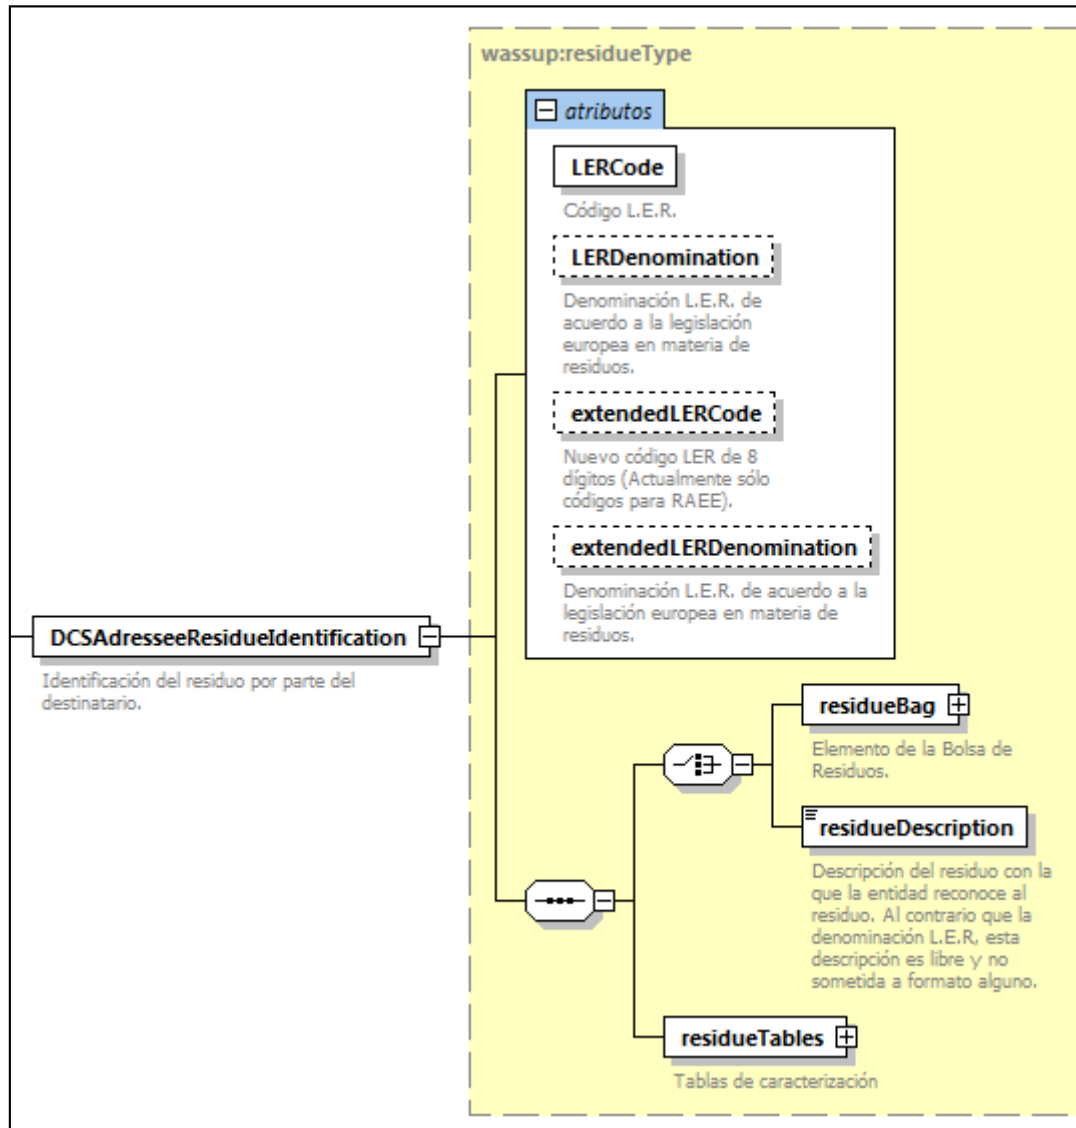 wassup:residueType
atributos
LERCode
Código L.E.R.
LERDenomination
Denominación L.E.R. de
acuerdo a la legislación
europea en materia de
residuos.
extendedLERCode
Nuevo código LER de 8
dígitos (Actualmente sólo
códigos para RAEE).
extendedLERDenomination
Denominación L.E.R. de acuerdo a la
legislación europea en materia de
residuos.
DCSAdresseeResidueIdentification
Identificación del residuo por parte del
destinatario.
residueBag
Elemento de la Bolsa de
Residuos.
residueDescription
Descripción del residuo con la
que la entidad reconoce al
residuo. Al contrario que la
denominación L.E.R, esta
descripción es libre y no
sometida a formato alguno.
residueTables
Tablas de caracterización